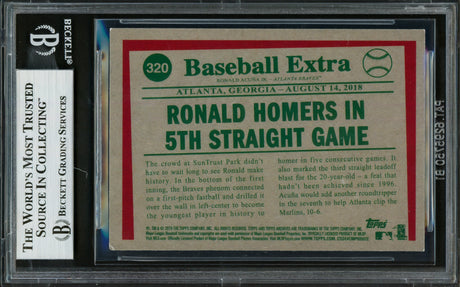 BECKETT
THE WORLD'S MOST TRUSTED
SOURCE IN COLLECTING™
BECKETT GRADING SERVICES
320
Baseball Extra
RONALD ACUÑA JR. – ATLANTA BRAVES™
ATLANTA, GEORGIA – AUGUST 14, 2018
RONALD HOMERS IN
5TH STRAIGHT GAME
The crowd at SunTrust Park didn't
have to wait long to see Ronald make
history. In the bottom of the first
inning, the Braves phenom connected
on a first-pitch fastball and drilled it
over the wall in left-center to become
the youngest player in history to
homer in five consecutive games. It
also marked the third straight leadoff
blast for the 20-year-old – a feat that
hadn't been achieved since 1996.
Acuña would add another roundtripper
in the seventh to help Atlanta clip the
Marlins, 10-6.
TOPPS
PAT. 6295750 B1